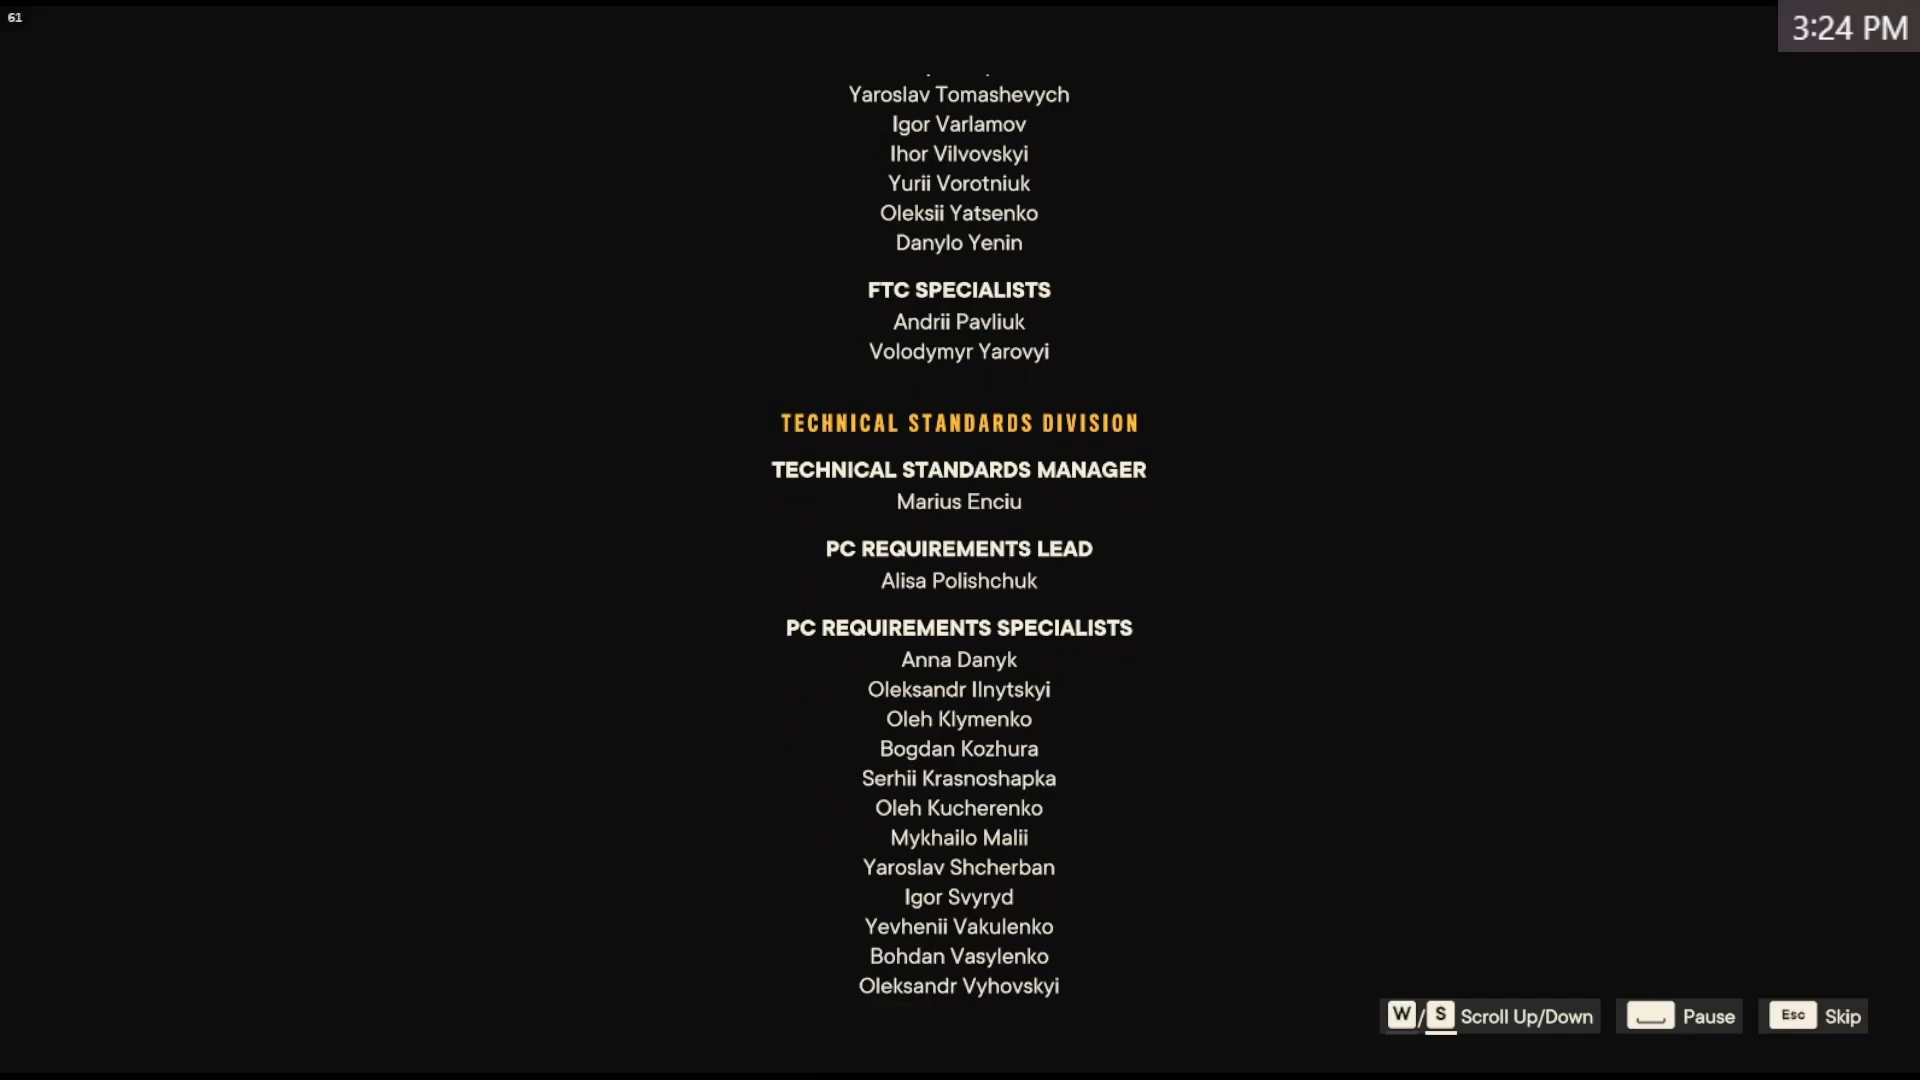 61
3:24 PM
Yaroslav Tomashevych
Igor Varlamov
Ihor Vilvovskyi
Yurii Vorotniuk
Oleksii Yatsenko
Danylo Yenin
FTC SPECIALISTS
Andrii Pavliuk
Volodymyr Yarovyi
TECHNICAL STANDARDS DIVISION
TECHNICAL STANDARDS MANAGER
Marius Enciu
PC REQUIREMENTS LEAD
Alisa Polishchuk
PC REQUIREMENTS SPECIALISTS
Anna Danyk
Oleksandr Ilnytskyi
Oleh Klymenko
Bogdan Kozhura
Serhii Krasnoshapka
Oleh Kucherenko
Mykhailo Malii
Yaroslav Shcherban
Igor Svyryd
Yevhenii Vakulenko
Bohdan Vasylenko
Oleksandr Vyhovskyi
W/S Scroll Up/Down Pause Esc Skip